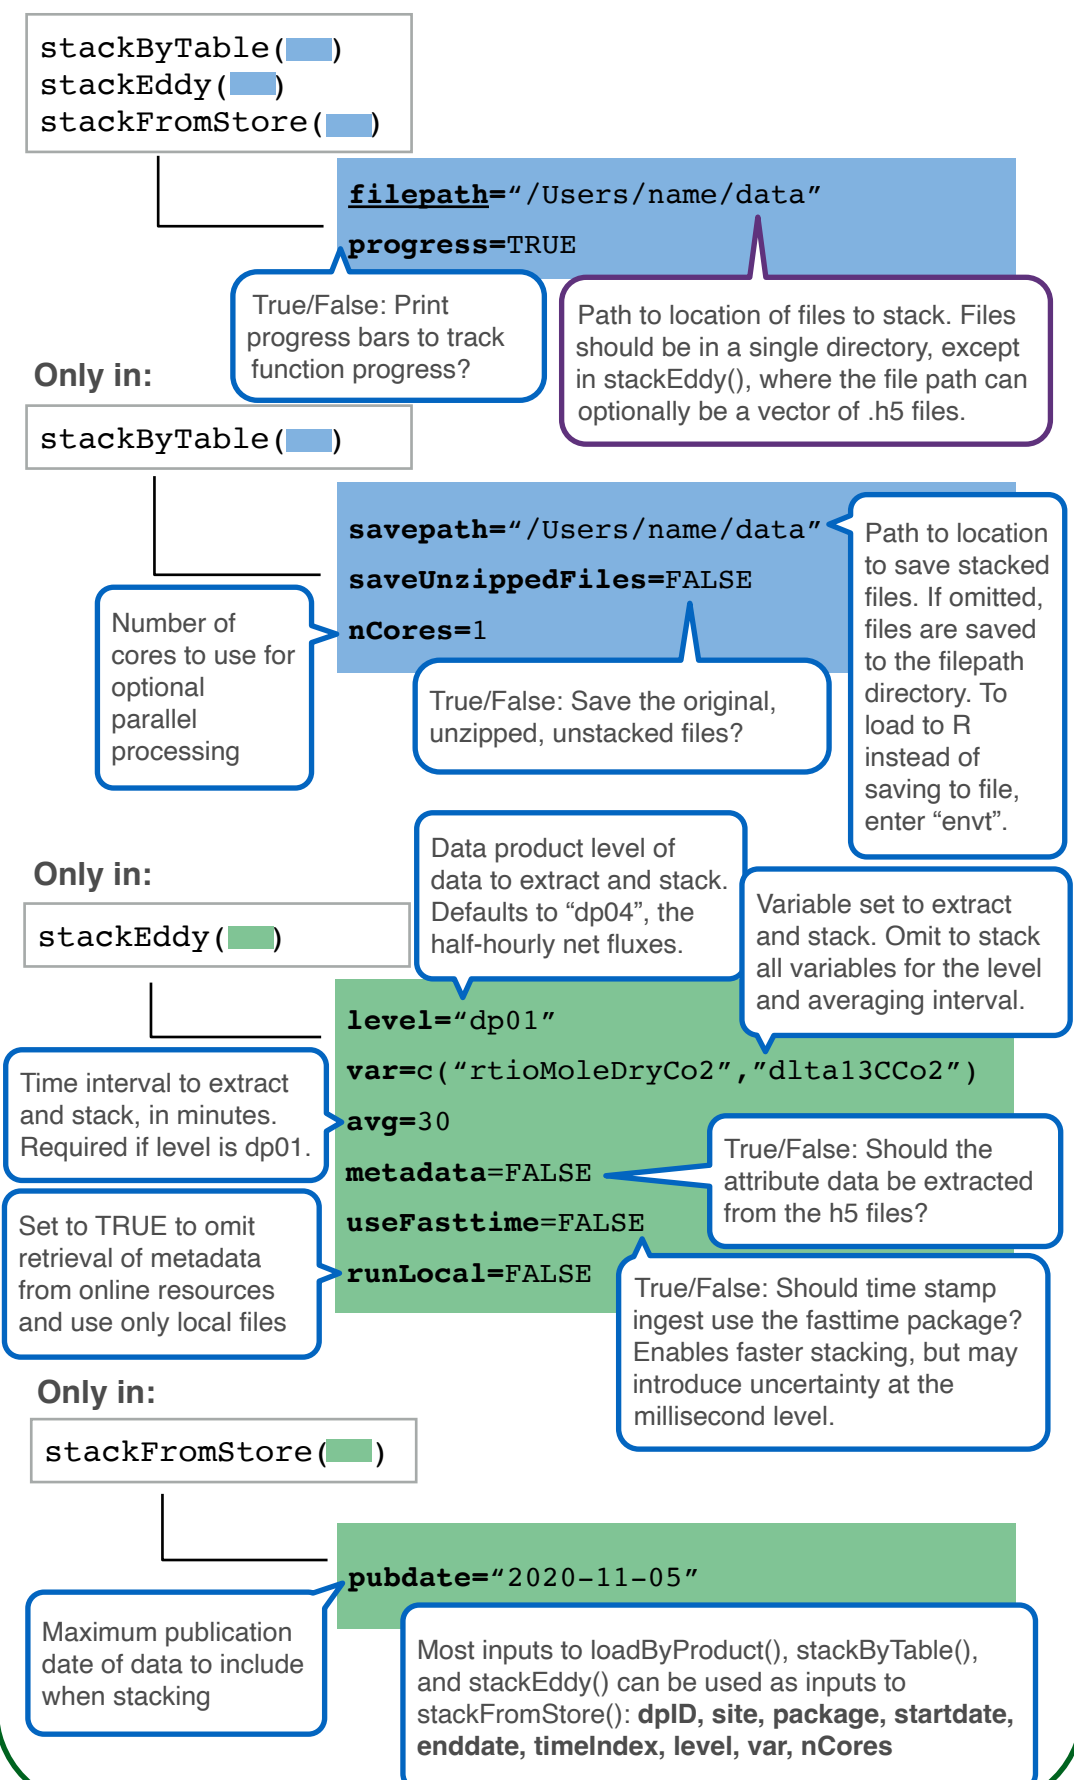 stackByTable( )
stackEddy( )
stackFromStore( )
filepath=“/Users/name/data”
progress=TRUE
True/False: Print
progress bars to track
function progress?
Path to location of files to stack. Files
should be in a single directory, except
in stackEddy(), where the file path can
optionally be a vector of .h5 files.
Only in:
stackByTable( )
savepath=“/Users/name/data”
saveUnzippedFiles=FALSE
nCores=1
Path to location
to save stacked
files. If omitted,
files are saved
to the filepath
directory. To
load to R
instead of
saving to file,
enter “envt”.
Number of
cores to use for
optional
parallel
processing
True/False: Save the original,
unzipped, unstacked files?
Only in:
stackEddy( )
Data product level of
data to extract and stack.
Defaults to “dp04”, the
half-hourly net fluxes.
Variable set to extract
and stack. Omit to stack
all variables for the level
and averaging interval.
level=“dp01”
var=c(“rtioMoleDryCo2”,”dlta13CCo2”)
avg=30
metadata=FALSE
useFasttime=FALSE
runLocal=FALSE
Time interval to extract
and stack, in minutes.
Required if level is dp01.
True/False: Should the
attribute data be extracted
from the h5 files?
Set to TRUE to omit
retrieval of metadata
from online resources
and use only local files
True/False: Should time stamp
ingest use the fasttime package?
Enables faster stacking, but may
introduce uncertainty at the
millisecond level.
Only in:
stackFromStore( )
pubdate=“2020-11-05”
Maximum publication
date of data to include
when stacking
Most inputs to loadByProduct(), stackByTable(),
and stackEddy() can be used as inputs to
stackFromStore(): dpID, site, package, startdate,
enddate, timeIndex, level, var, nCores